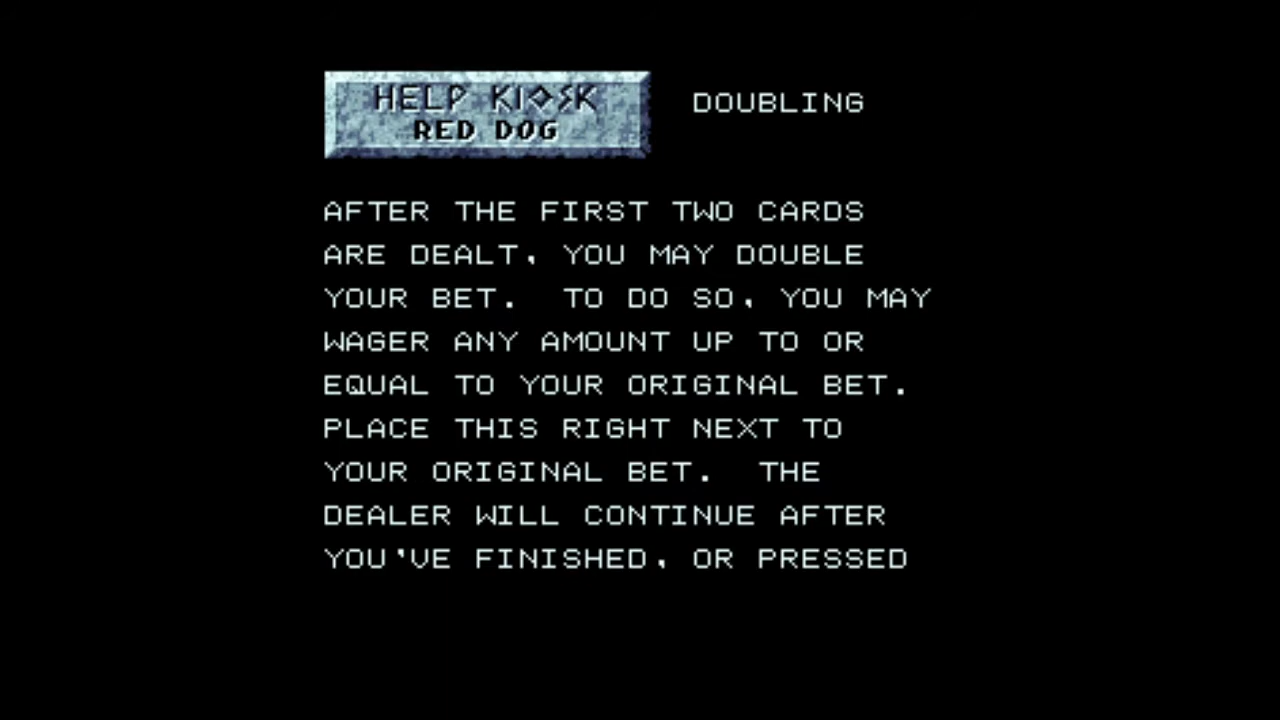 HELP KIOSK
RED DOG
DOUBLING
AFTER THE FIRST TWO CARDS
ARE DEALT, YOU MAY DOUBLE
YOUR BET.  TO DO SO, YOU MAY
WAGER ANY AMOUNT UP TO OR
EQUAL TO YOUR ORIGINAL BET.
PLACE THIS RIGHT NEXT TO
YOUR ORIGINAL BET.  THE
DEALER WILL CONTINUE AFTER
YOU'VE FINISHED, OR PRESSED